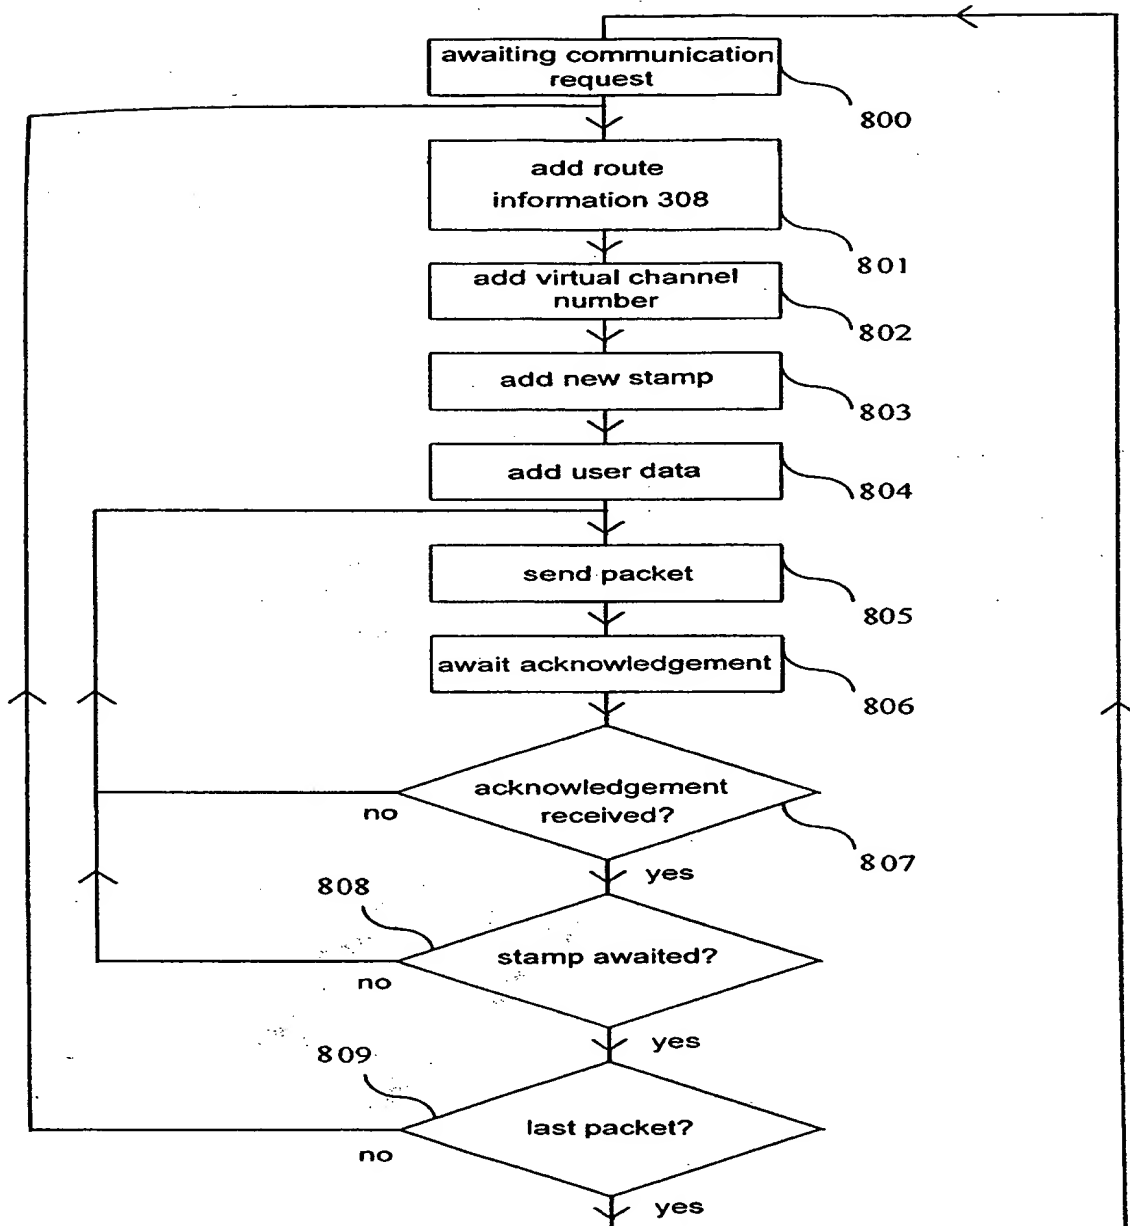 awaiting communication
request
800
add route
information 308
801
add virtual channel
number
802
add new stamp
803
add user data
804
send packet
805
await acknowledgement
806
acknowledgement
received?
no
807
yes
808
stamp awaited?
no
yes
809
last packet?
no
yes